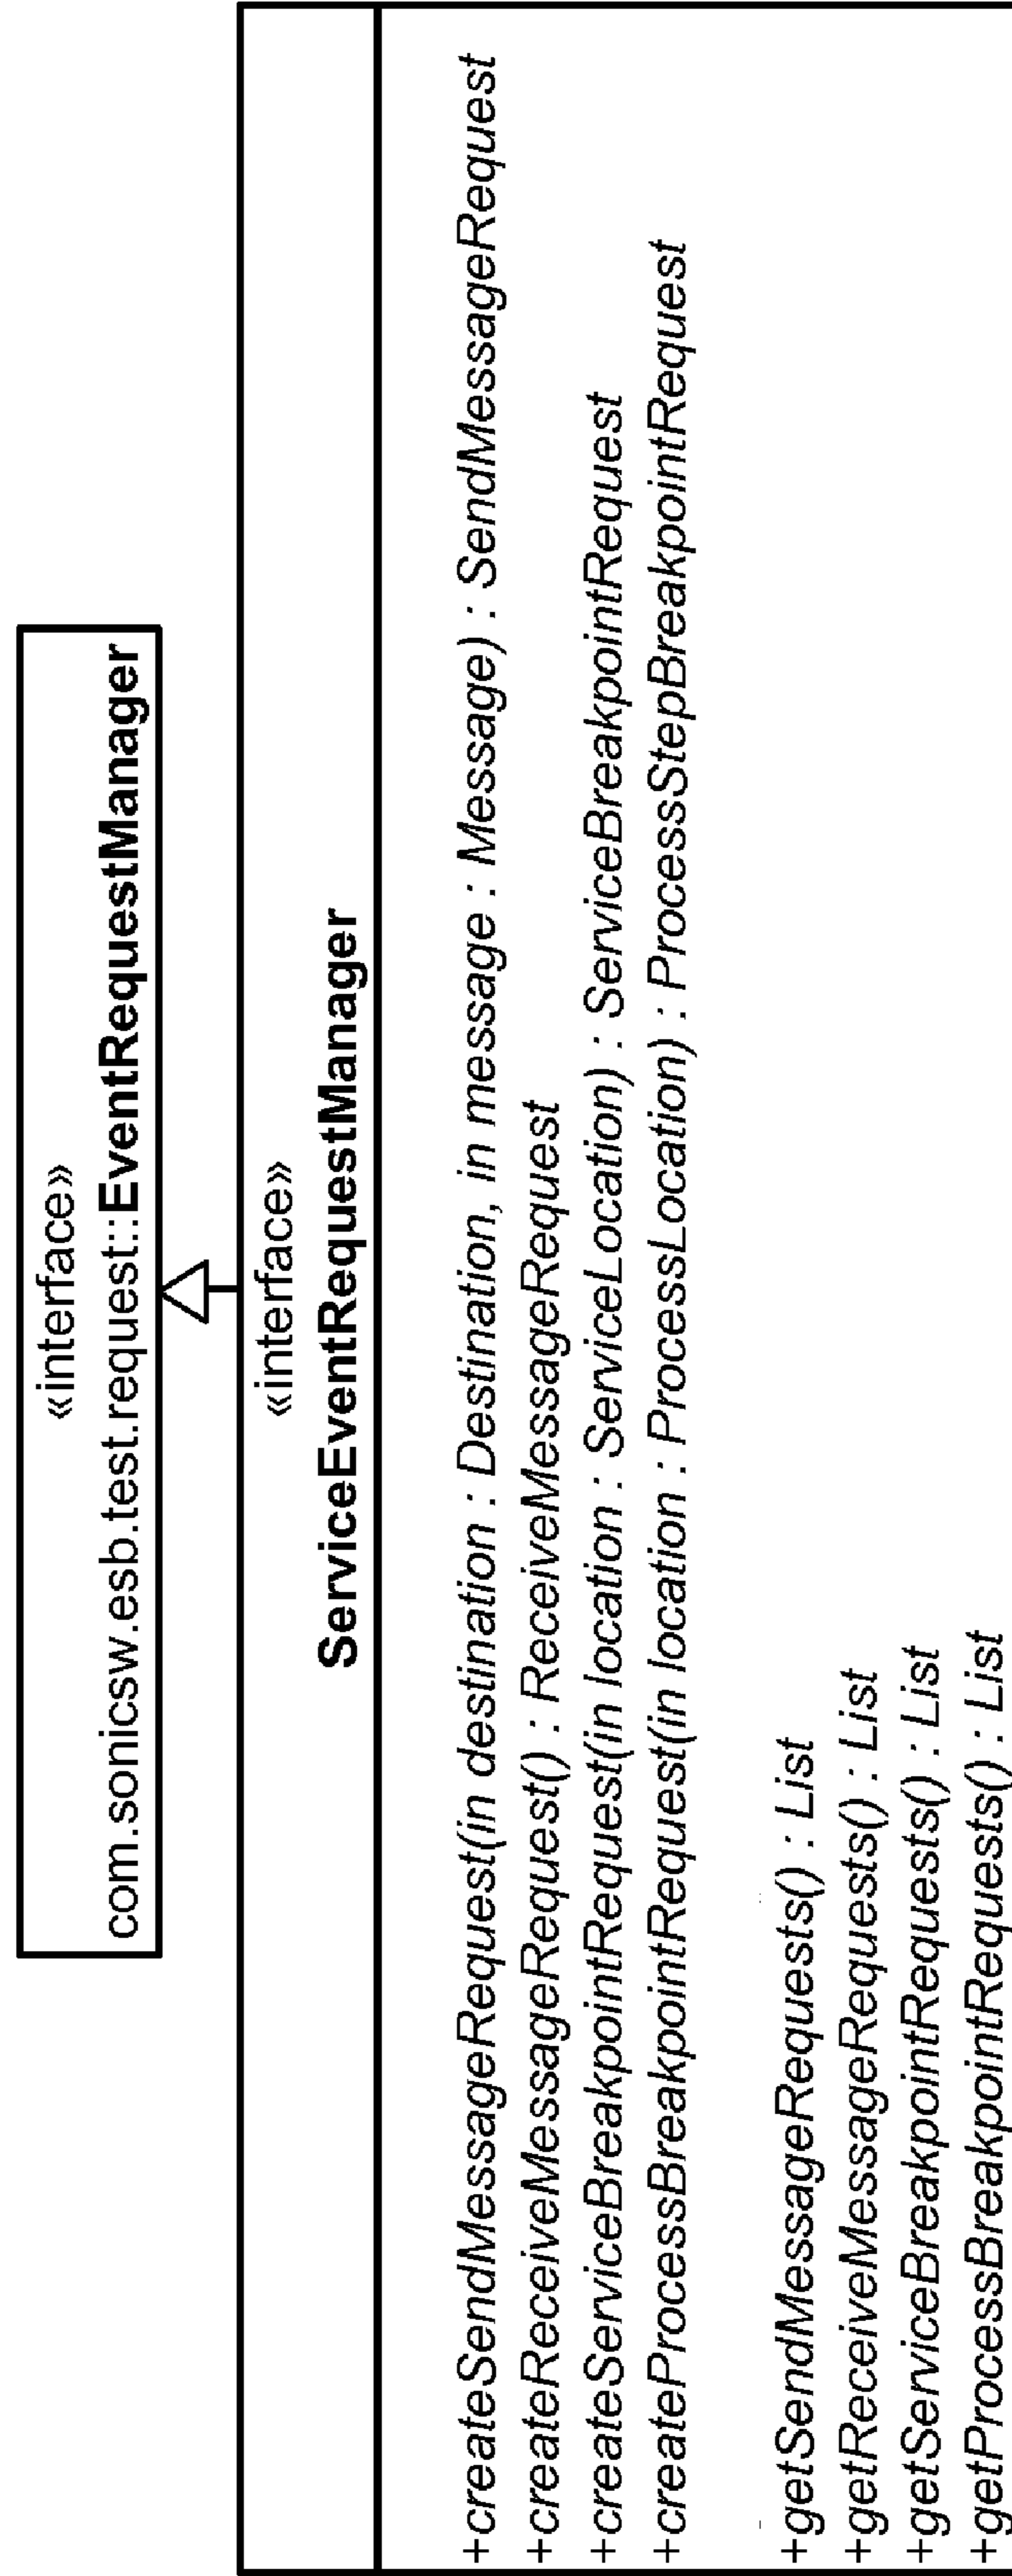 «interface»
com.sonicsw.esb.test.request::EventRequestManager
«interface»
ServiceEventRequestManager
+createSendMessageRequest(in destination : Destination, in message : Message) : SendMessageRequest
+createReceiveMessageRequest() : ReceiveMessageRequest
+createServiceBreakpointRequest(in location : ServiceLocation) : ServiceBreakpointRequest
+createProcessBreakpointRequest(in location : ProcessLocation) : ProcessStepBreakpointRequest
+getSendMessageRequests() : List
+getReceiveMessageRequests() : List
+getServiceBreakpointRequests() : List
+getProcessBreakpointRequests() : List